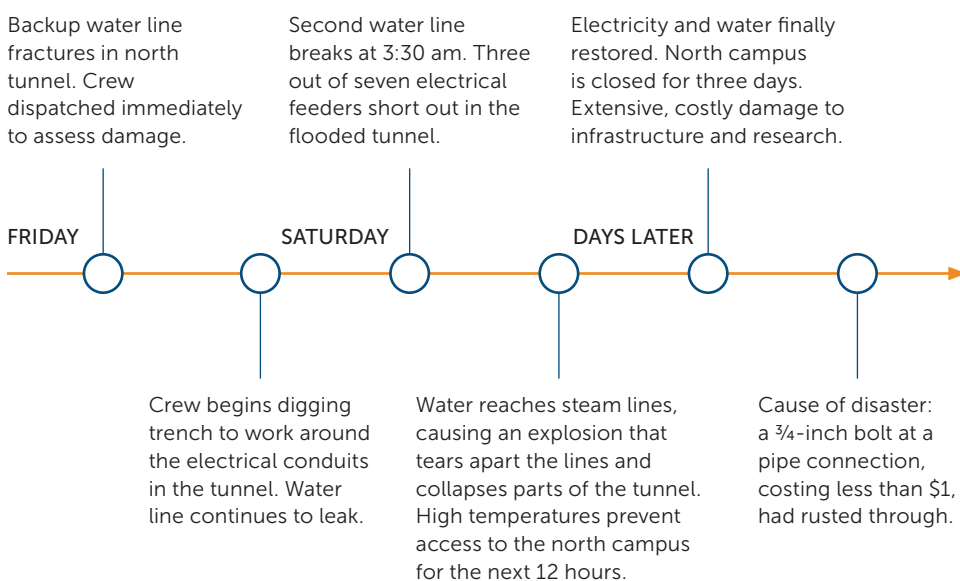 Backup water line
fractures in north
tunnel. Crew
dispatched immediately
to assess damage.
Second water line
breaks at 3:30 am. Three
out of seven electrical
feeders short out in the
flooded tunnel.
Electricity and water finally
restored. North campus
is closed for three days.
Extensive, costly damage to
infrastructure and research.
FRIDAY
SATURDAY
DAYS LATER
Crew begins digging
trench to work around
the electrical conduits
in the tunnel. Water
line continues to leak.
Water reaches steam lines,
causing an explosion that
tears apart the lines and
collapses parts of the tunnel.
High temperatures prevent
access to the north campus
for the next 12 hours.
Cause of disaster:
a ¾-inch bolt at a
pipe connection,
costing less than $1,
had rusted through.